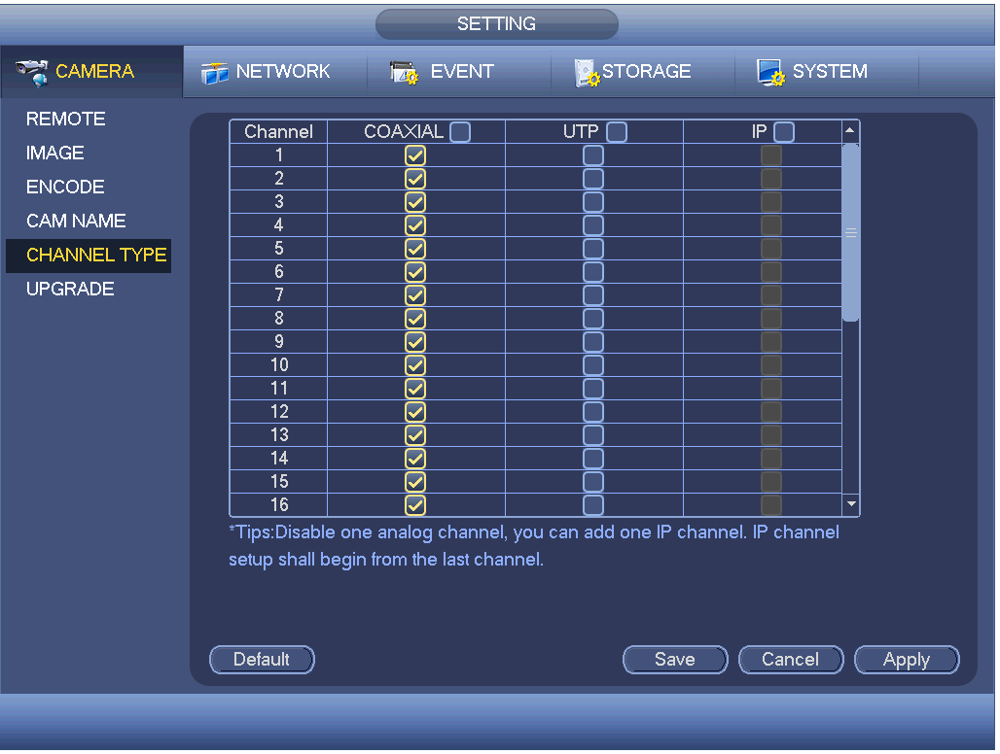 SETTING
CAMERA NETWORK EVENT STORAGE SYSTEM
REMOTE
IMAGE
ENCODE
CAM NAME
CHANNEL TYPE
UPGRADE
Channel COAXIAL UTP IP
1
2
3
4
5
6
7
8
9
10
11
12
13
14
15
16
*Tips:Disable one analog channel, you can add one IP channel. IP channel
setup shall begin from the last channel.
Default Save Cancel Apply